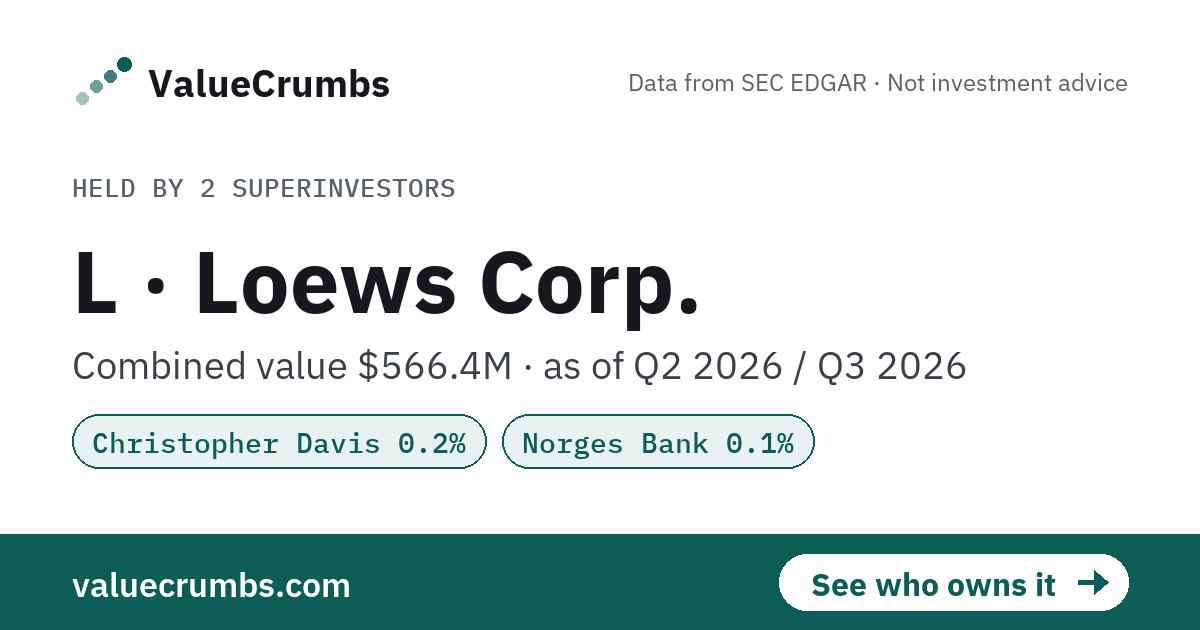 ValueCrumbs
Data from SEC EDGAR · Not investment advice
HELD BY 2 SUPERINVESTORS
L · Loews Corp.
Combined value $566.4M · as of Q2 2026 / Q3 2026
Christopher Davis 0.2%
Norges Bank 0.1%
valuecrumbs.com
See who owns it →